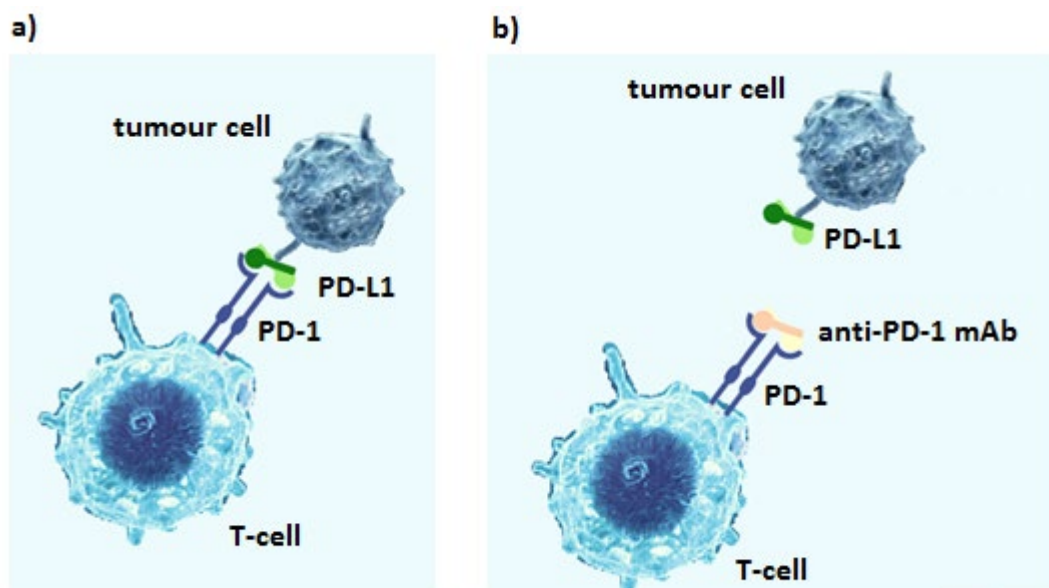 a)
tumour cell
PD-L1
PD-1
T-cell
b)
tumour cell
PD-L1
anti-PD-1 mAb
PD-1
T-cell